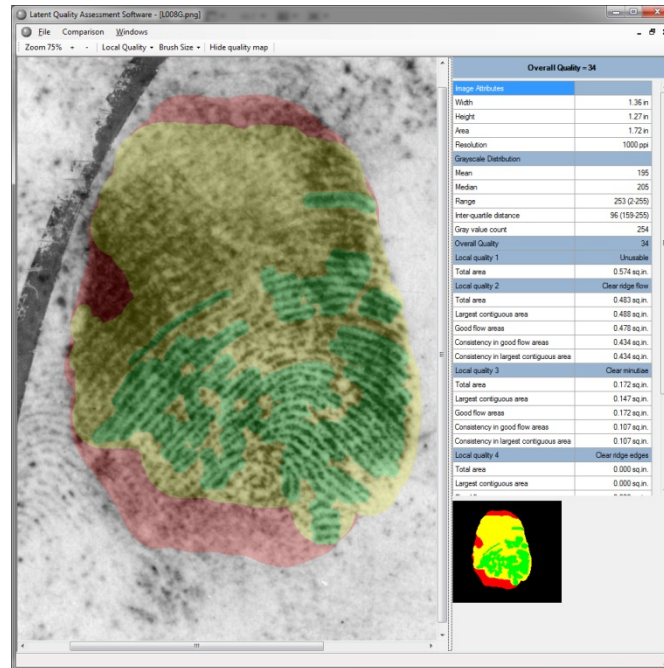 Latent Quality Assessment Software - [L008G.png]
File Comparison Windows
Zoom 75% + - Local Quality Brush Size Hide quality map
Overall Quality = 34
Image Attributes
Width 1.36 in
Height 1.27 in
Area 1.72 in
Resolution 1000 ppi
Grayscale Distribution
Mean 195
Median 205
Range 253 (2-255)
Inter-quartile distance 96 (159-255)
Gray value count 254
Overall Quality 34
Local quality 1 Unusable
Total area 0.574 sq.in.
Local quality 2 Clear ridge flow
Total area 0.483 sq.in.
Largest contiguous area 0.488 sq.in.
Good flow areas 0.478 sq.in.
Consistency in good flow areas 0.434 sq.in.
Consistency in largest contiguous area 0.434 sq.in.
Local quality 3 Clear minutiae
Total area 0.172 sq.in.
Largest contiguous area 0.147 sq.in.
Good flow areas 0.172 sq.in.
Consistency in good flow areas 0.107 sq.in.
Consistency in largest contiguous area 0.107 sq.in.
Local quality 4 Clear ridge edges
Total area 0.000 sq.in.
Largest contiguous area 0.000 sq.in.